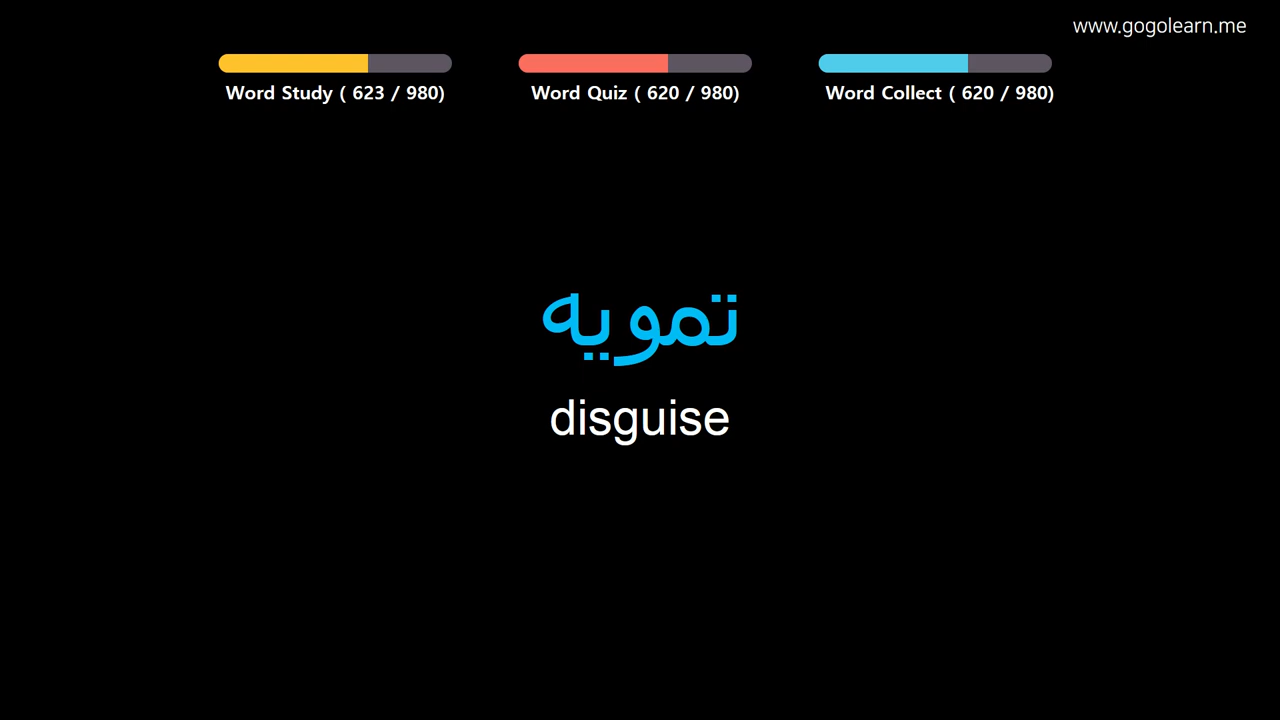 www.gogolearn.me
Word Study ( 623 / 980)
Word Quiz ( 620 / 980)
Word Collect ( 620 / 980)
تمويه
disguise